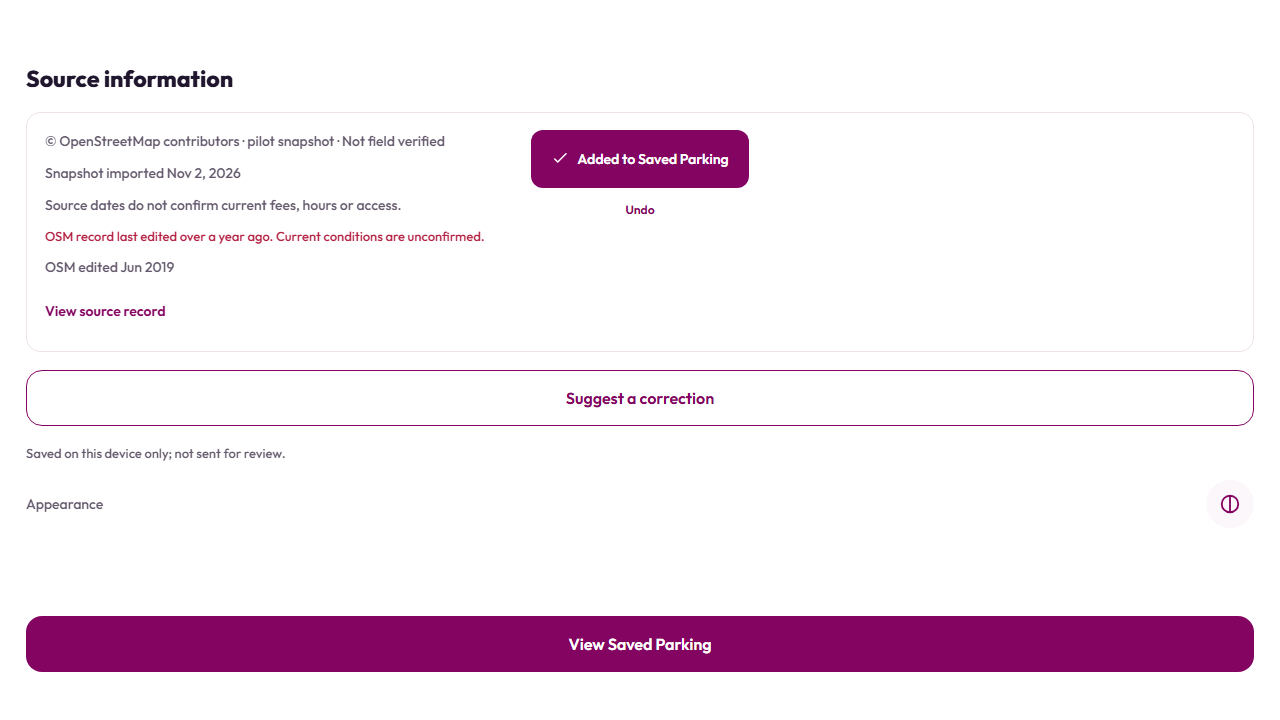 Source information
© OpenStreetMap contributors · pilot snapshot · Not field verified
Snapshot imported Nov 2, 2026
Source dates do not confirm current fees, hours or access.
OSM record last edited over a year ago. Current conditions are unconfirmed.
OSM edited Jun 2019
View source record
Added to Saved Parking
Undo
Suggest a correction
Saved on this device only; not sent for review.
Appearance
View Saved Parking